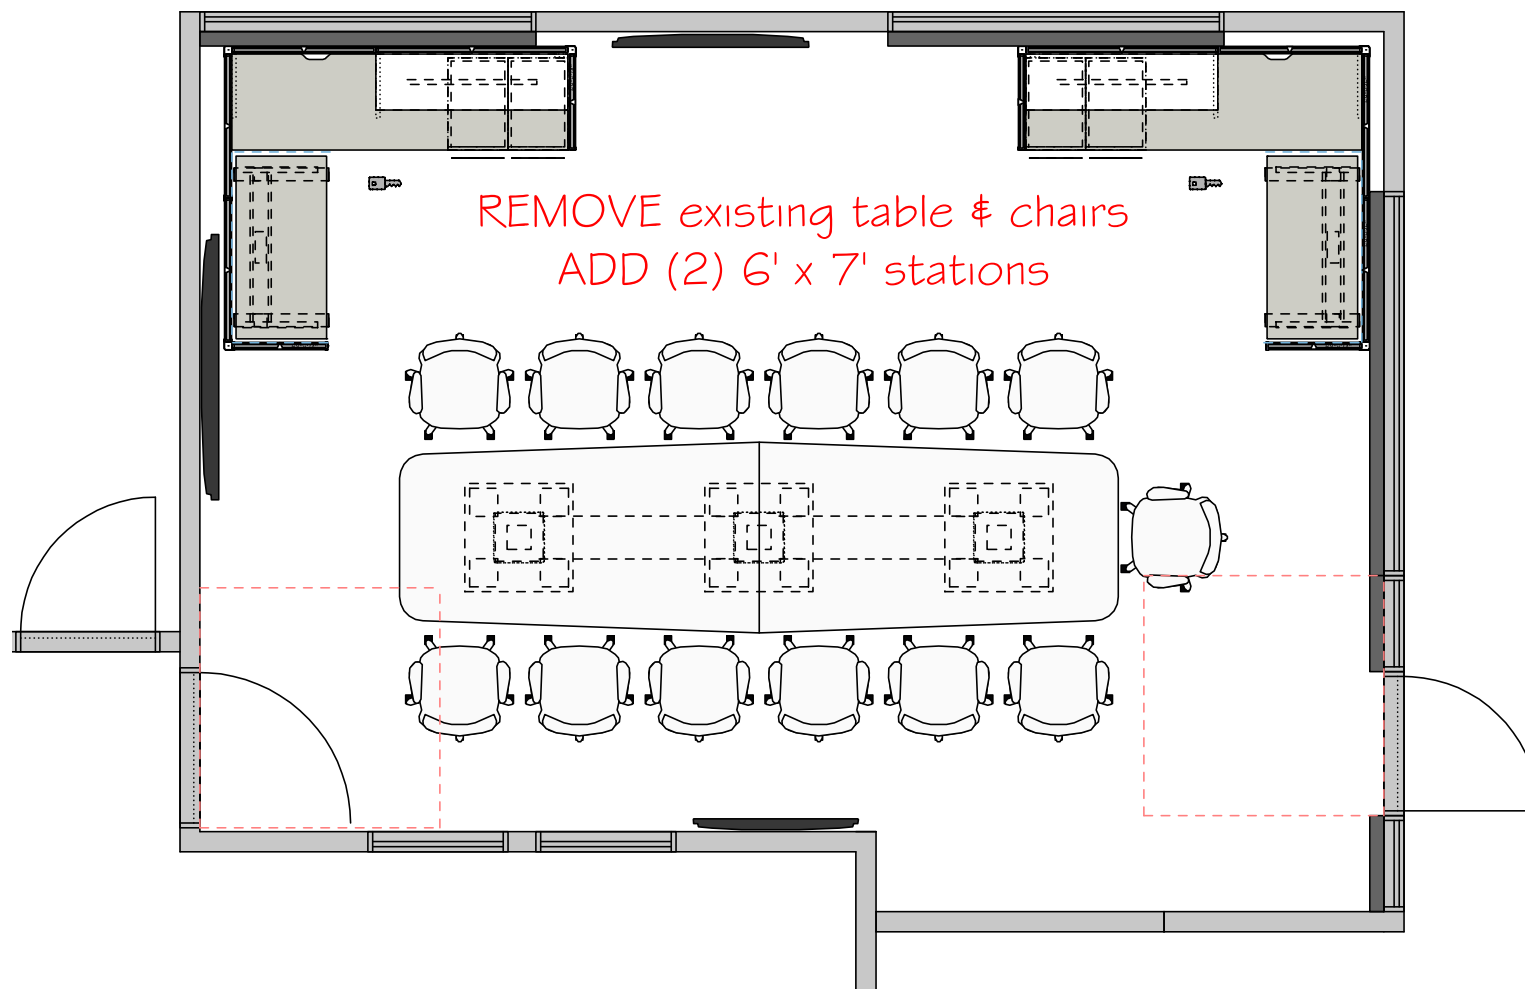 REMOVE existing table & chairs
ADD (2) 6' x 7' stations